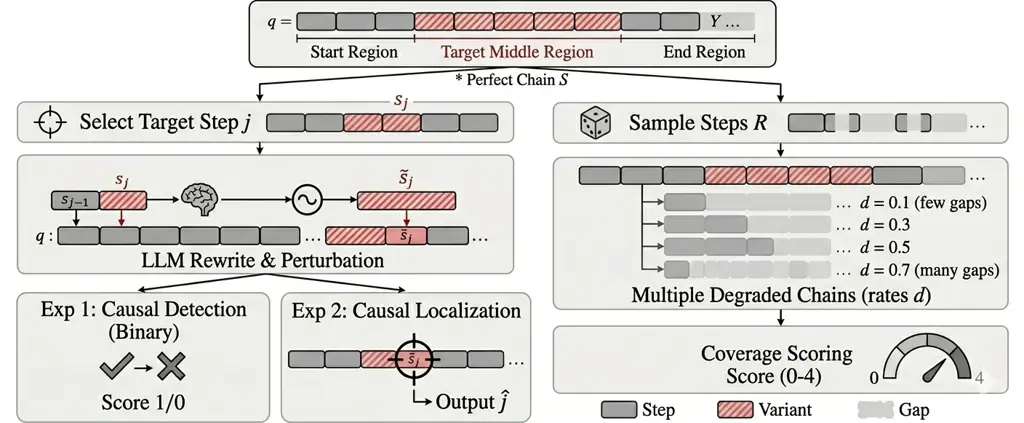 q =
Y ...
Start Region
Target Middle Region
End Region
* Perfect Chain S
Select Target Step j
s_j
Sample Steps R
...
s_{j-1}
s_j
s̃_j
q :
...
s̃_j
...
LLM Rewrite & Perturbation
...
... d = 0.1 (few gaps)
... d = 0.3
... d = 0.5
... d = 0.7 (many gaps)
Multiple Degraded Chains (rates d)
Exp 1: Causal Detection
(Binary)
Score 1/0
Exp 2: Causal Localization
s̃_j
...
Output ĵ
Coverage Scoring
Score (0-4)
0
4
Step
Variant
Gap